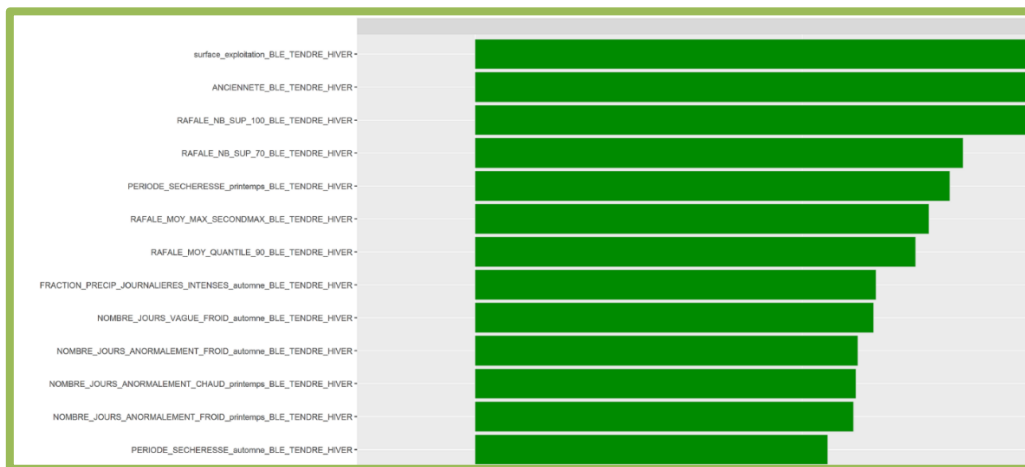 surface_exploitation_BLE_TENDRE_HIVER
ANCIENNETE_BLE_TENDRE_HIVER
RAFALE_NB_SUP_100_BLE_TENDRE_HIVER
RAFALE_NB_SUP_70_BLE_TENDRE_HIVER
PERIODE_SECHERESSE_printemps_BLE_TENDRE_HIVER
RAFALE_MOY_MAX_SECONDMAX_BLE_TENDRE_HIVER
RAFALE_MOY_QUANTILE_90_BLE_TENDRE_HIVER
FRACTION_PRECIP_JOURNALIERES_INTENSES_automne_BLE_TENDRE_HIVER
NOMBRE_JOURS_VAGUE_FROID_automne_BLE_TENDRE_HIVER
NOMBRE_JOURS_ANORMALEMENT_FROID_automne_BLE_TENDRE_HIVER
NOMBRE_JOURS_ANORMALEMENT_CHAUD_printemps_BLE_TENDRE_HIVER
NOMBRE_JOURS_ANORMALEMENT_FROID_printemps_BLE_TENDRE_HIVER
PERIODE_SECHERESSE_automne_BLE_TENDRE_HIVER